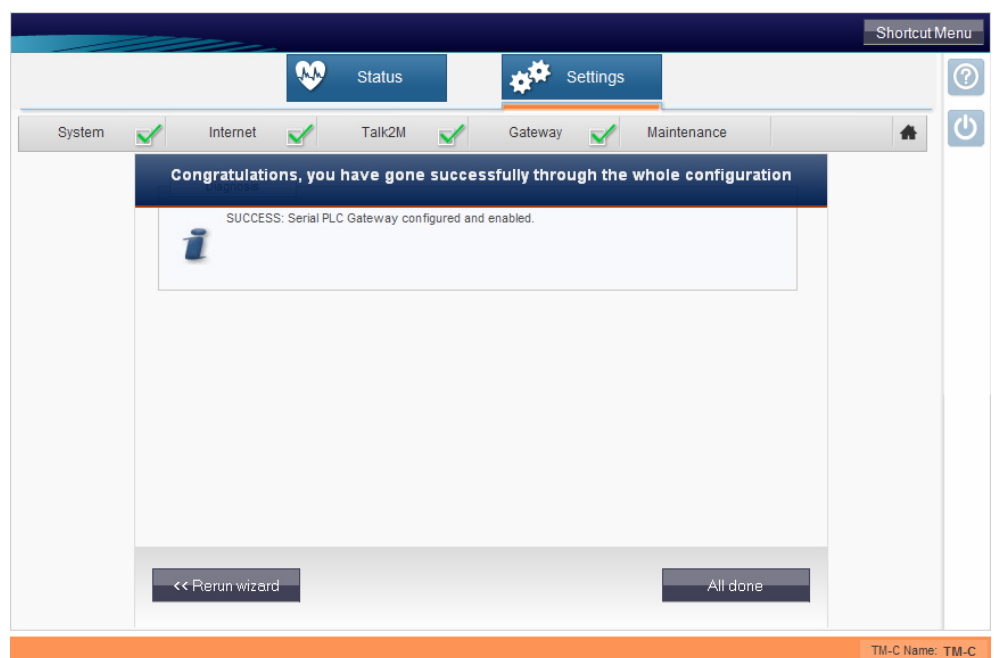 Shortcut Menu
Status
Settings
System
Internet
Talk2M
Gateway
Maintenance
Congratulations, you have gone successfully through the whole configuration
Diagnosis
SUCCESS: Serial PLC Gateway configured and enabled.
<< Rerun wizard
All done
TM-C Name: TM-C